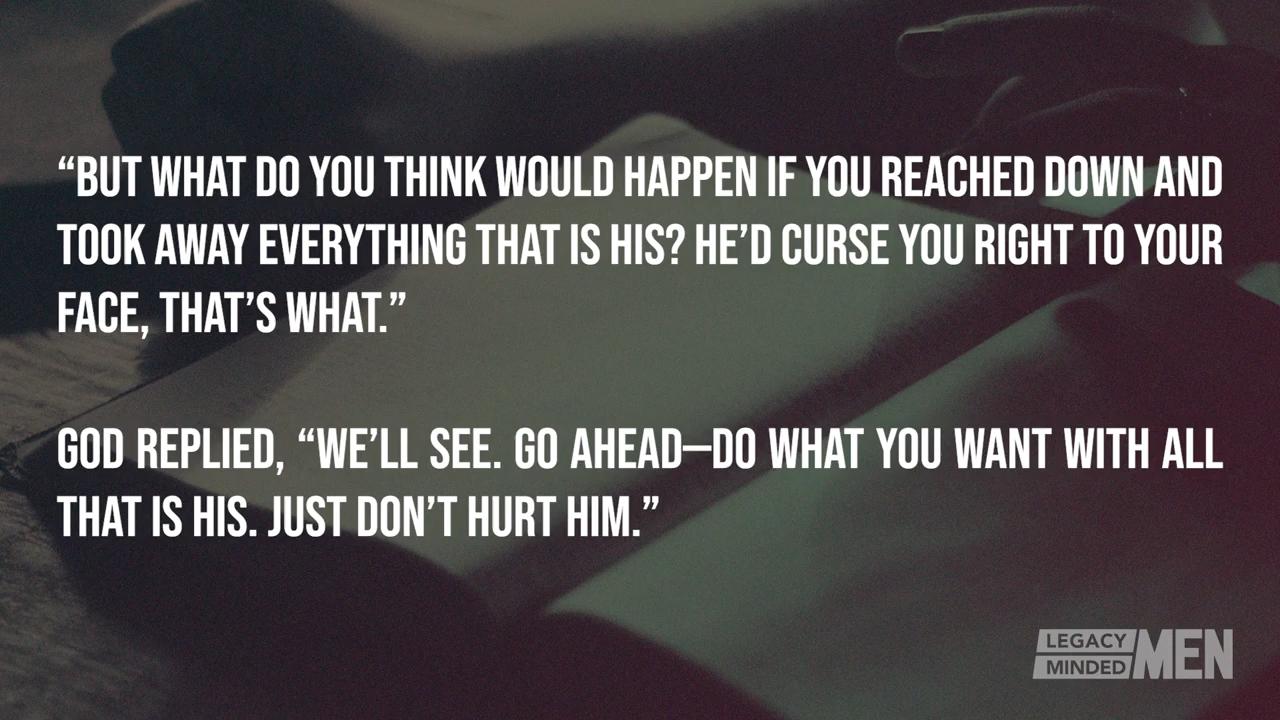 “BUT WHAT DO YOU THINK WOULD HAPPEN IF YOU REACHED DOWN AND
TOOK AWAY EVERYTHING THAT IS HIS? HE’D CURSE YOU RIGHT TO YOUR
FACE, THAT’S WHAT.”
GOD REPLIED, “WE’LL SEE. GO AHEAD—DO WHAT YOU WANT WITH ALL
THAT IS HIS. JUST DON’T HURT HIM.”
LEGACY
MINDED
MEN